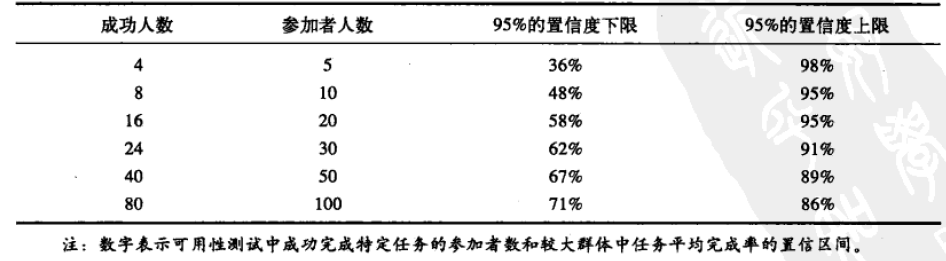 成功人数 参加者人数 95%的置信度下限 95%的置信度上限
4 5 36% 98%
8 10 48% 95%
16 20 58% 95%
24 30 62% 91%
40 50 67% 89%
80 100 71% 86%
注：数字表示可用性测试中成功完成特定任务的参加者数和较大群体中任务平均完成率的置信区间。